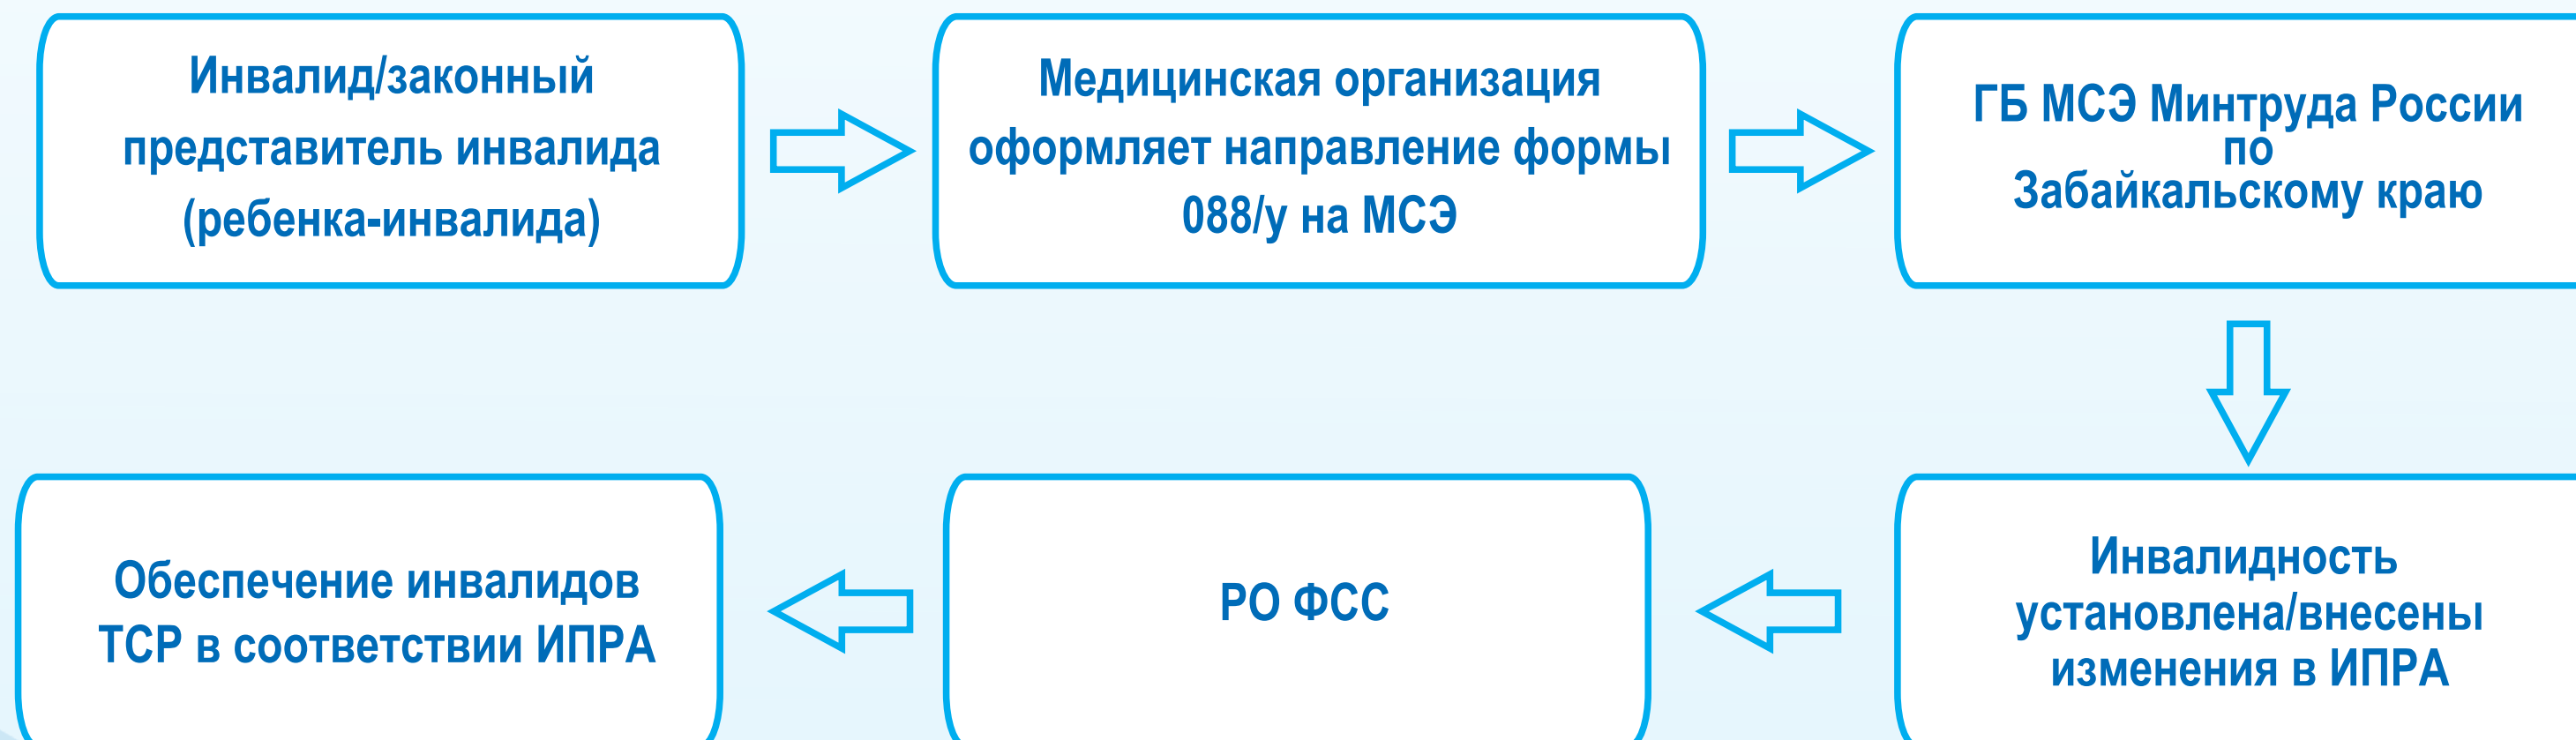 Инвалид/законный
представитель инвалида
(ребенка-инвалида)
Медицинская организация
оформляет направление формы
088/у на МСЭ
ГБ МСЭ Минтруда России
по
Забайкальскому краю
Инвалидность
установлена/внесены
изменения в ИПРА
РО ФСС
Обеспечение инвалидов
ТСР в соответствии ИПРА